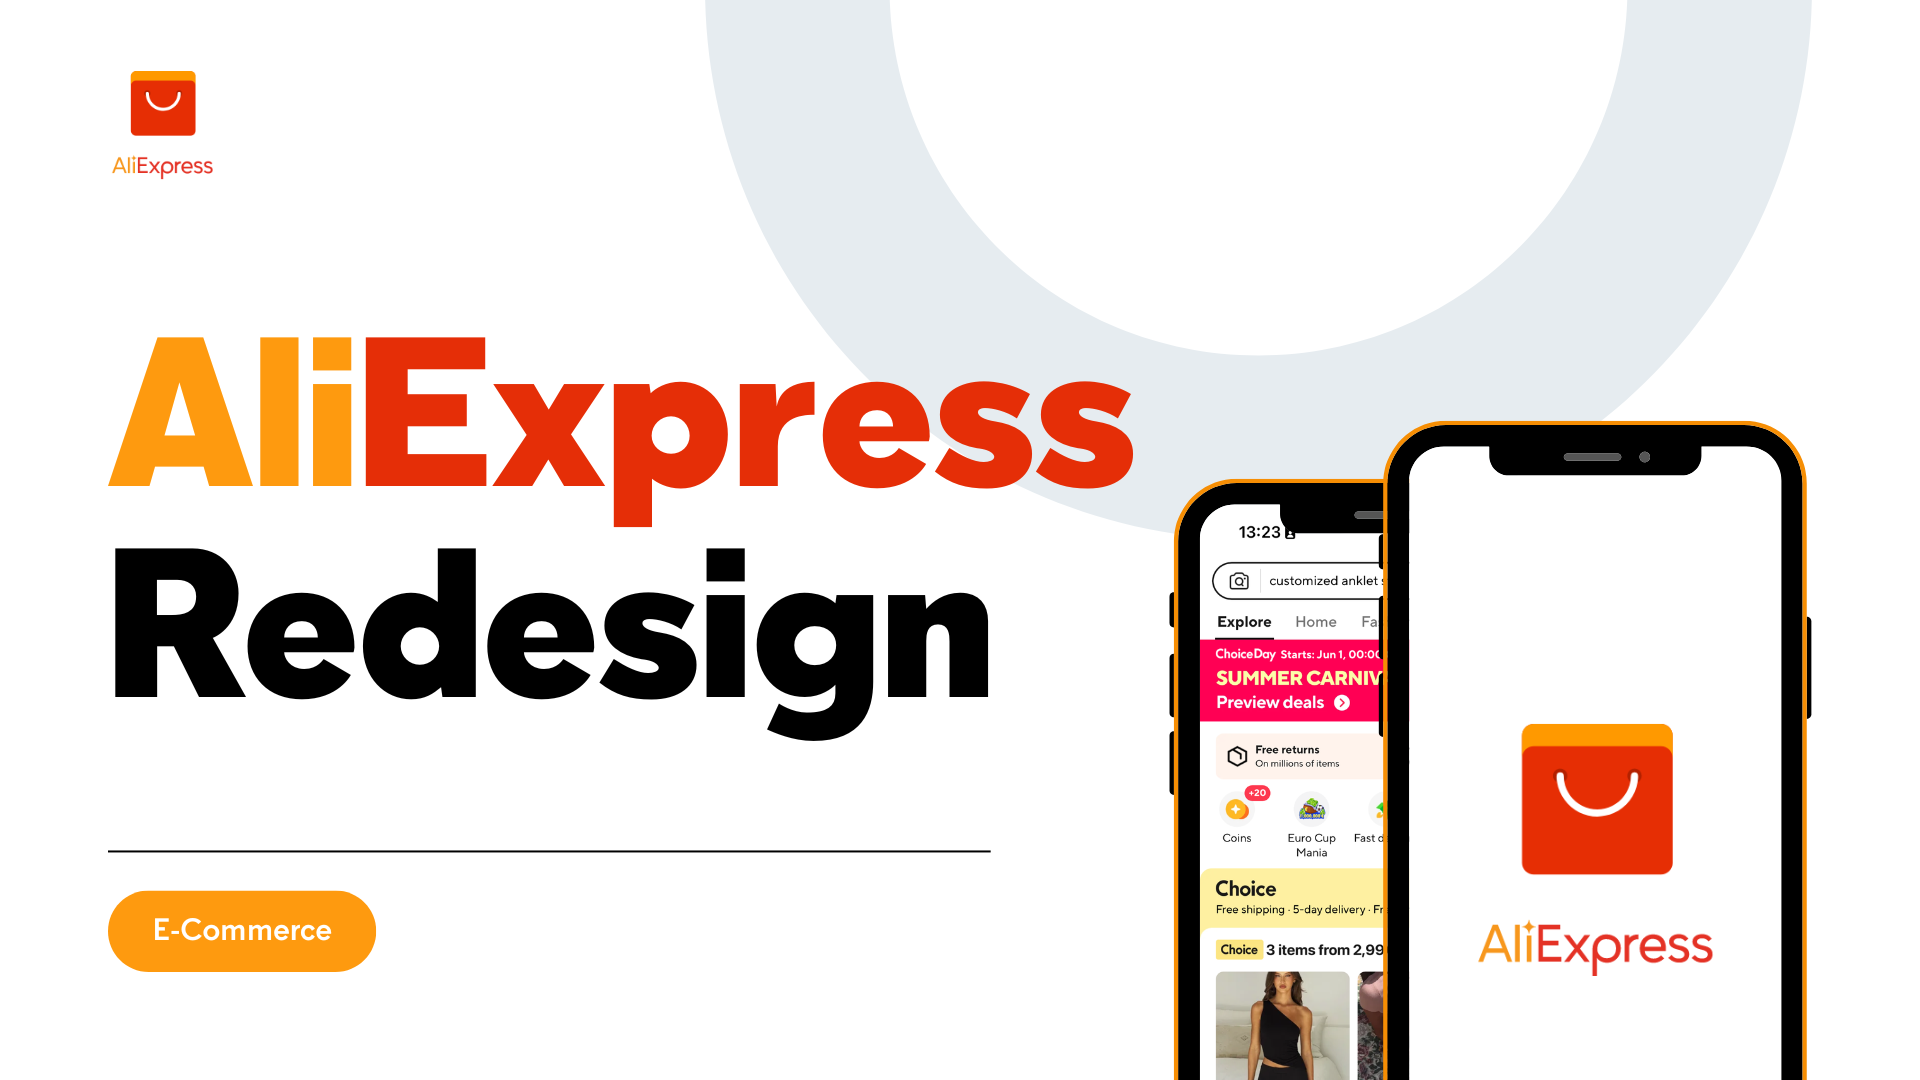 AliExpress
AliExpress
Redesign
E-Commerce
13:23
customized anklet
Explore Home
ChoiceDay Starts: Jun 1, 00:00
SUMMER CARNIV
Preview deals
Free returns
On millions of items
+20
Coins
Euro Cup
Mania
Fast d
Choice
Free shipping · 5-day delivery · Fr
Choice 3 items from 2,99
AliExpress